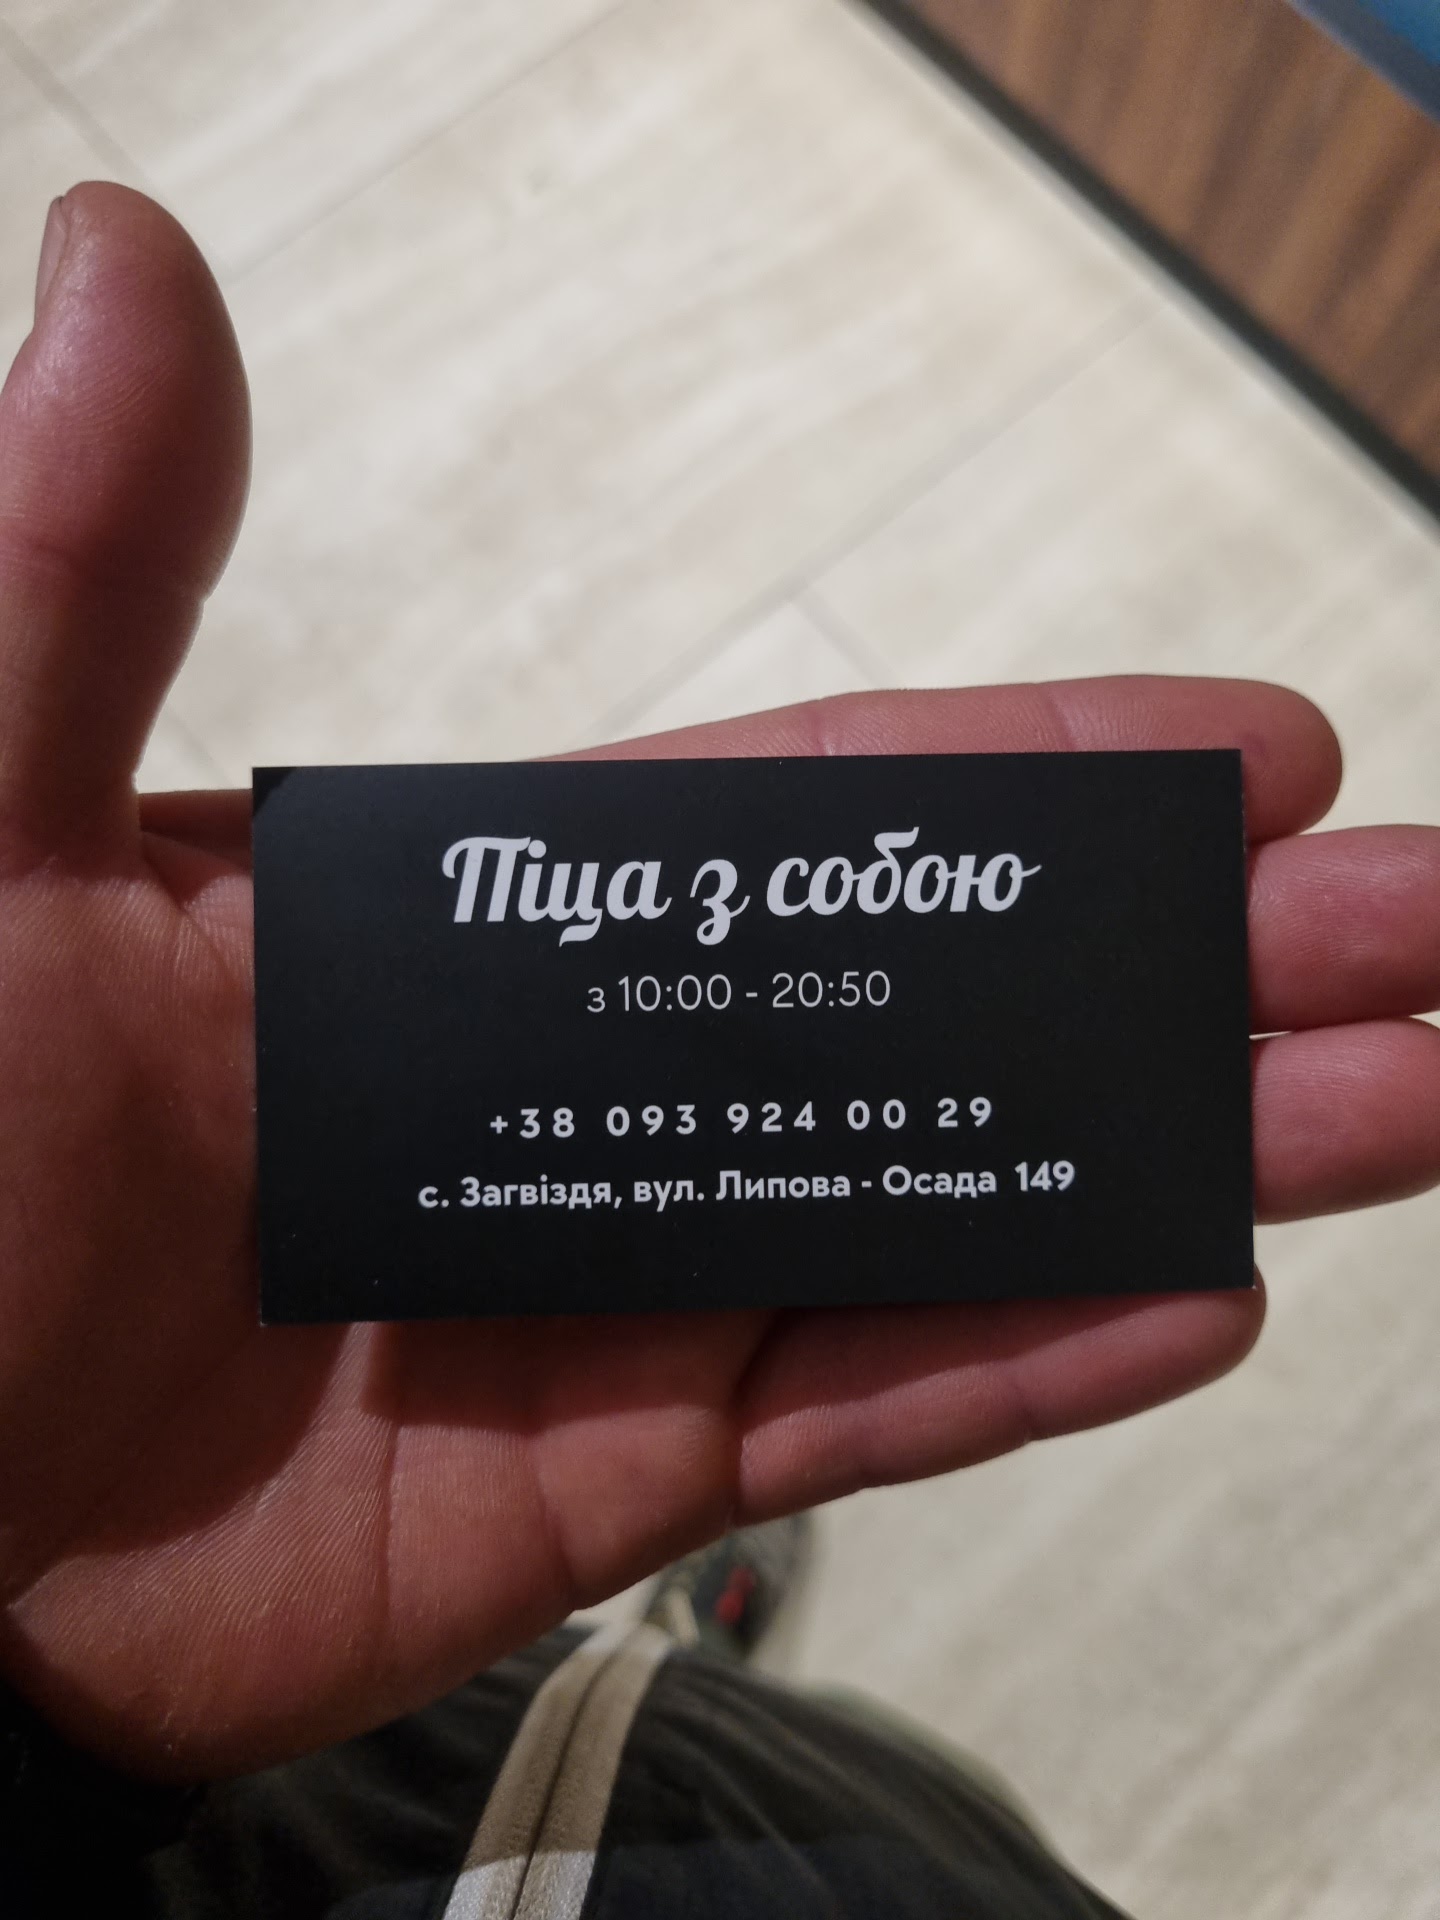 Піца з собою
з 10:00 - 20:50
+38 093 924 00 29
с. Загвіздя, вул. Липова - Осада 149